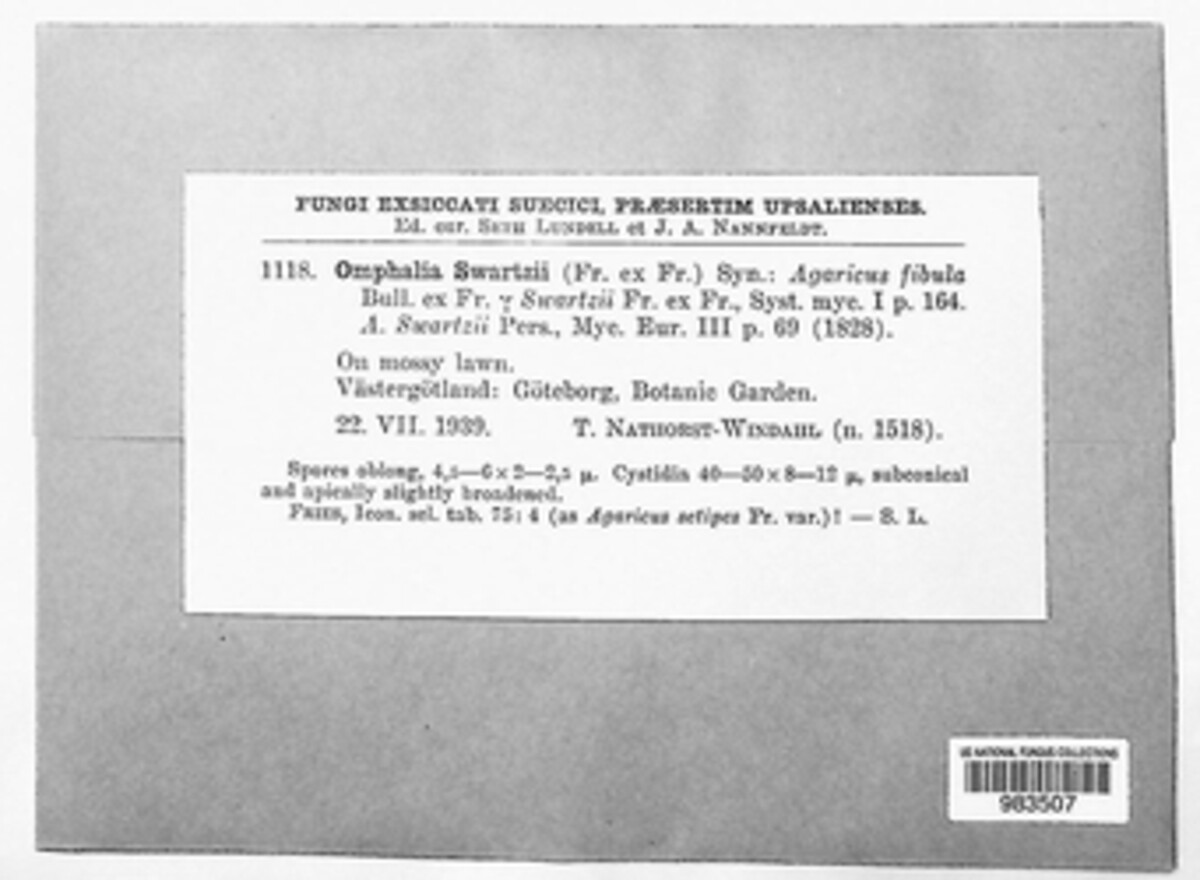 FUNGI EXSICCATI SUECICI, PRÆSERTIM UPSALIENSES.
Ed. cur. SETH LUNDELL et J. A. NANNFELDT.
1118. Omphalia Swartzii (Fr. ex Fr.) Syn.: Agaricus fibula
Bull. ex Fr. γ Swartzii Fr. ex Fr., Syst. myc. I p. 164.
A. Swartzii Pers., Myc. Eur. III p. 69 (1828).
On mossy lawn.
Västergötland: Göteborg, Botanic Garden.
22. VII. 1939. T. NATHORST-WINDAHL (n. 1518).
Spores oblong, 4,5—6 × 2—2,5 μ. Cystidia 40—50 × 8—12 μ, subconical
and apically slightly broadened.
FRIES, Icon. sel. tab. 75: 4 (as Agaricus setipes Fr. var.)! — S. L.
US NATIONAL FUNGUS COLLECTIONS
983507